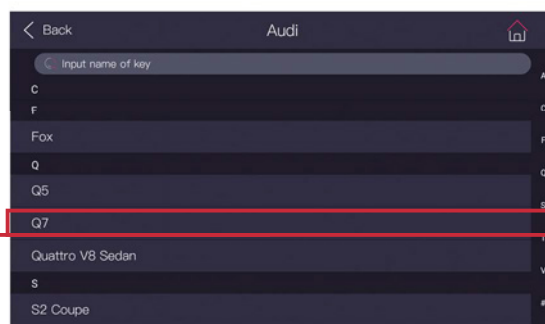 Back
Audi
Input name of key
C
F
Fox
Q
Q5
Q7
Quattro V8 Sedan
S
S2 Coupe
A
C
F
Q
S
T
V
#